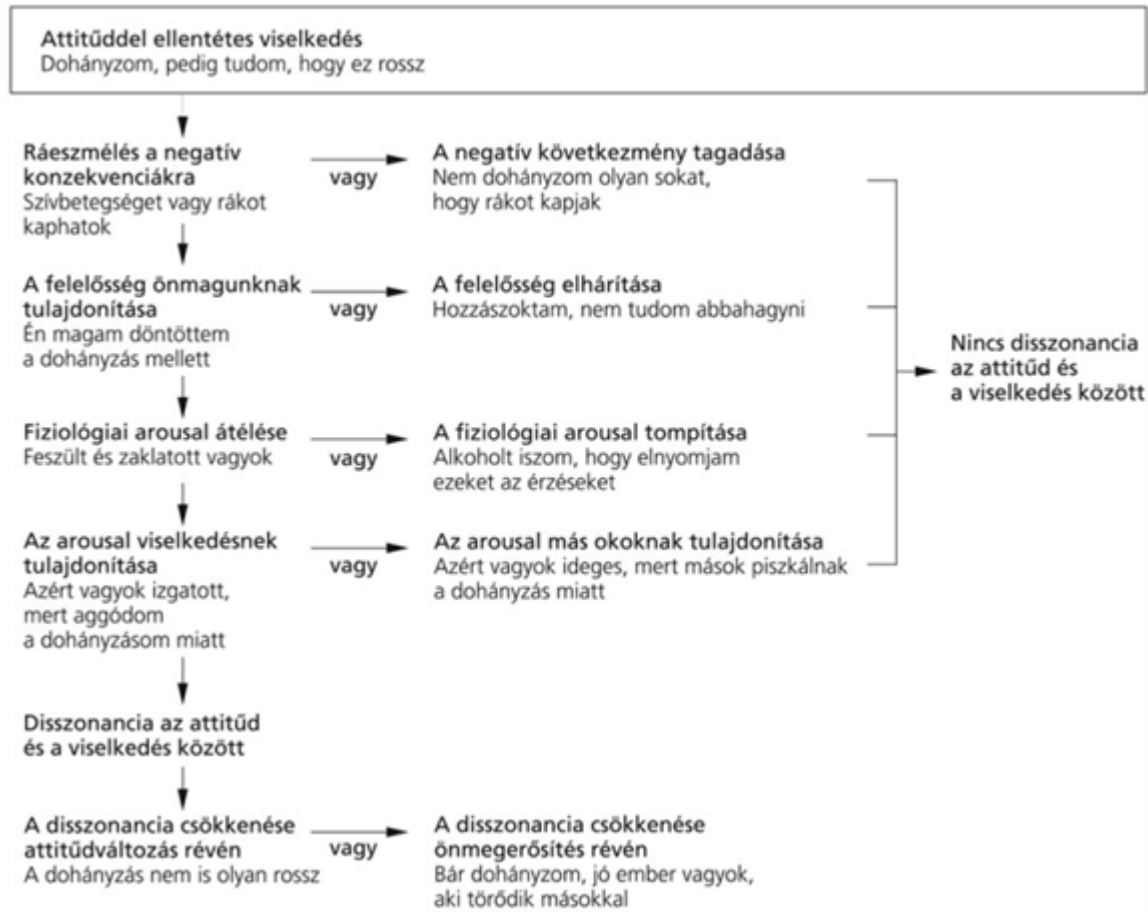 Attitűddel ellentétes viselkedés
Dohányzom, pedig tudom, hogy ez rossz
Ráeszmélés a negatív
konzekvenciákra
Szívbetegséget vagy rákot
kaphatok
vagy
A negatív következmény tagadása
Nem dohányzom olyan sokat,
hogy rákot kapjak
A felelősség önmagunknak
tulajdonítása
Én magam döntöttem
a dohányzás mellett
vagy
A felelősség elhárítása
Hozzászoktam, nem tudom abbahagyni
Nincs disszonancia
az attitűd és
a viselkedés között
Fiziológiai arousal átélése
Feszült és zaklatott vagyok
vagy
A fiziológiai arousal tompítása
Alkoholt iszom, hogy elnyomjam
ezeket az érzéseket
Az arousal viselkedésnek
tulajdonítása
Azért vagyok izgatott,
mert aggódom
a dohányzásom miatt
vagy
Az arousal más okoknak tulajdonítása
Azért vagyok ideges, mert mások piszkálnak
a dohányzás miatt
Disszonancia az attitűd
és a viselkedés között
A disszonancia csökkenése
attitűdváltozás révén
A dohányzás nem is olyan rossz
vagy
A disszonancia csökkenése
önmegerősítés révén
Bár dohányzom, jó ember vagyok,
aki törődik másokkal